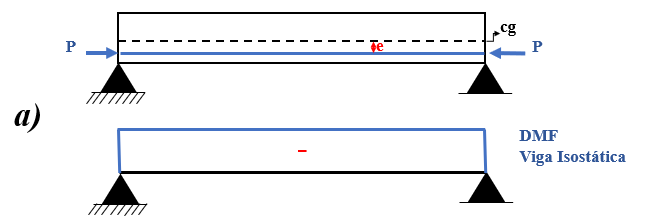 cg
P
e
P
a)
–
DMF
Viga Isostática